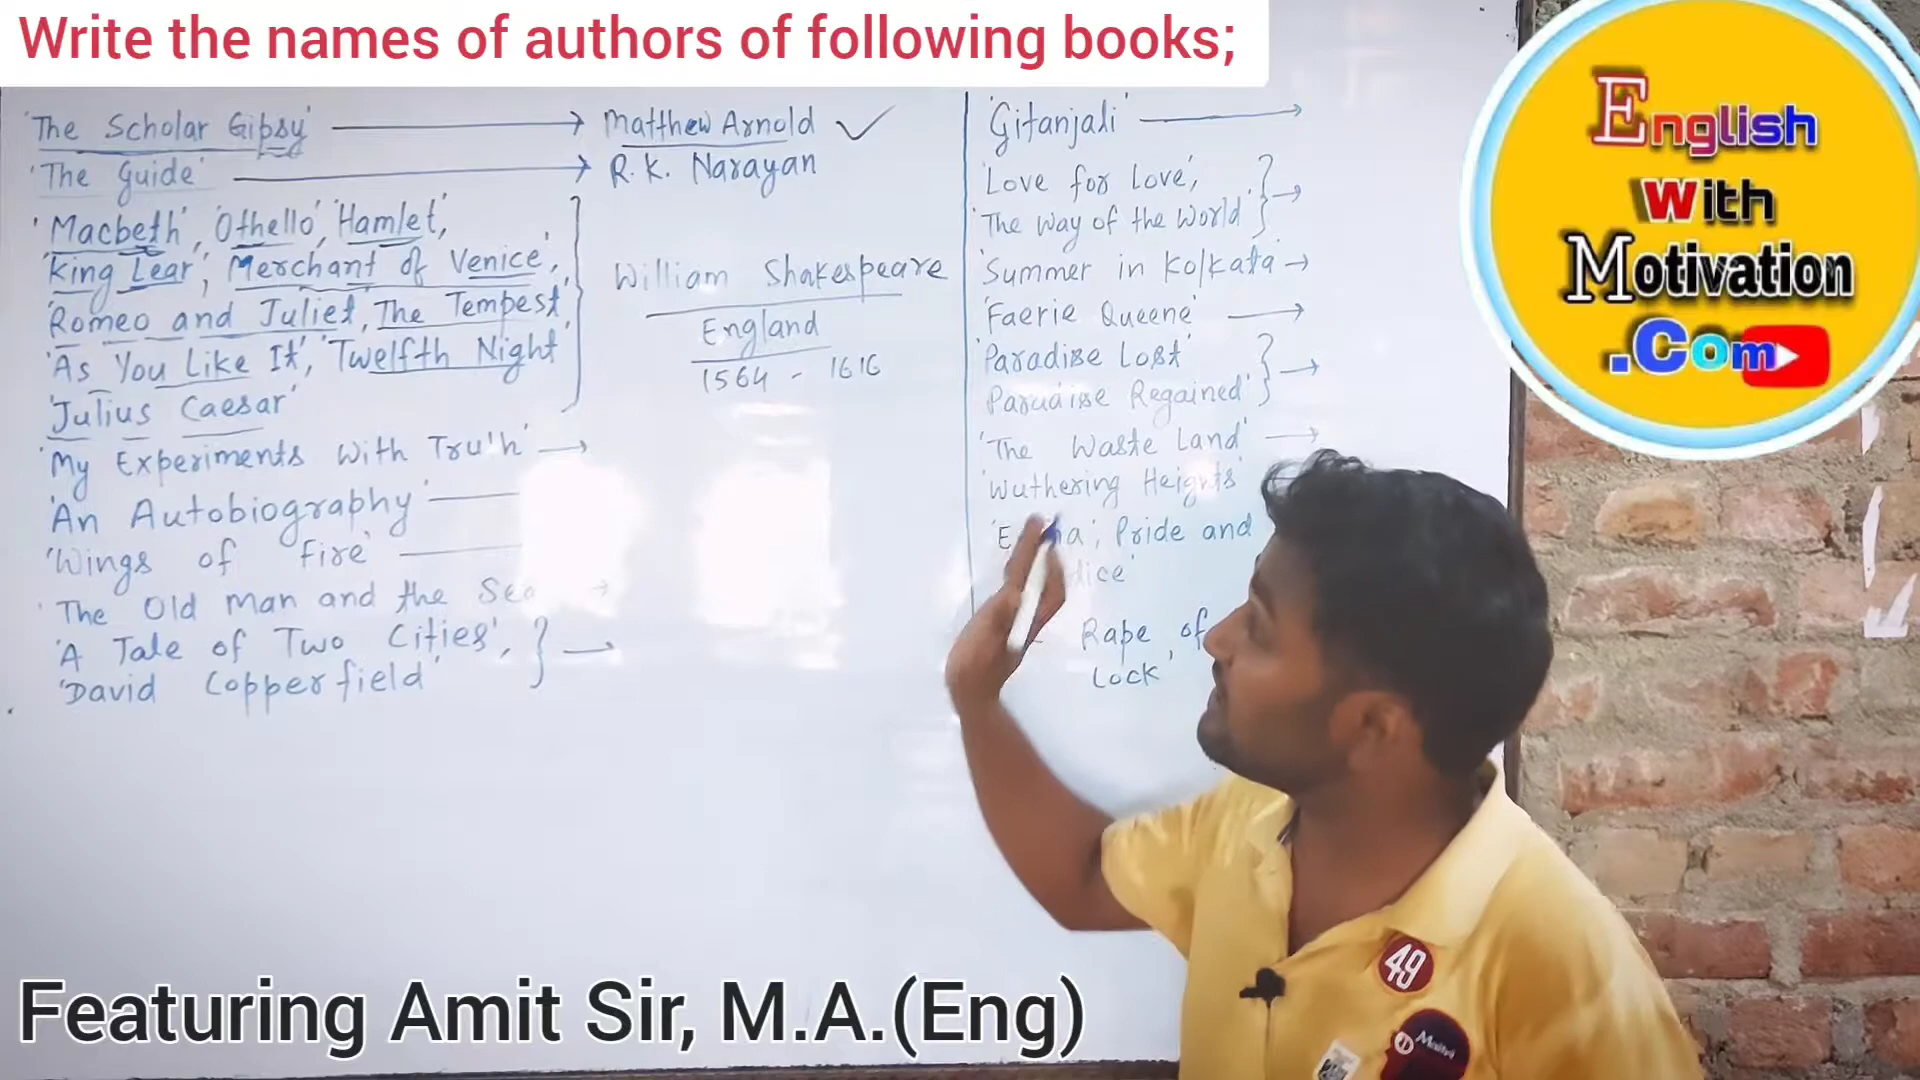 Write the names of authors of following books;
'The Scholar Gipsy' → Matthew Arnold ✓
'The Guide' → R. K. Narayan
'Macbeth', 'Othello', 'Hamlet',
'King Lear', 'Merchant of Venice',
'Romeo and Juliet, The Tempest',
'As You Like It', 'Twelfth Night'
'Julius Caesar'
William Shakespeare
England
1564 - 1616
'My Experiments with Truth' →
'An Autobiography'
'Wings of Fire'
'The Old Man and the Sea
'A Tale of Two Cities',
'David Copperfield'
'Gitanjali' →
'Love for Love',
'The Way of the World'
'Summer in Kolkata' →
'Faerie Queene' →
'Paradise Lost'
Paradise Regained'
'The Waste Land' →
'Wuthering Heights'
Pride and
Rape of
Lock'
English
With
Motivation
.Com
49
Featuring Amit Sir, M.A.(Eng)